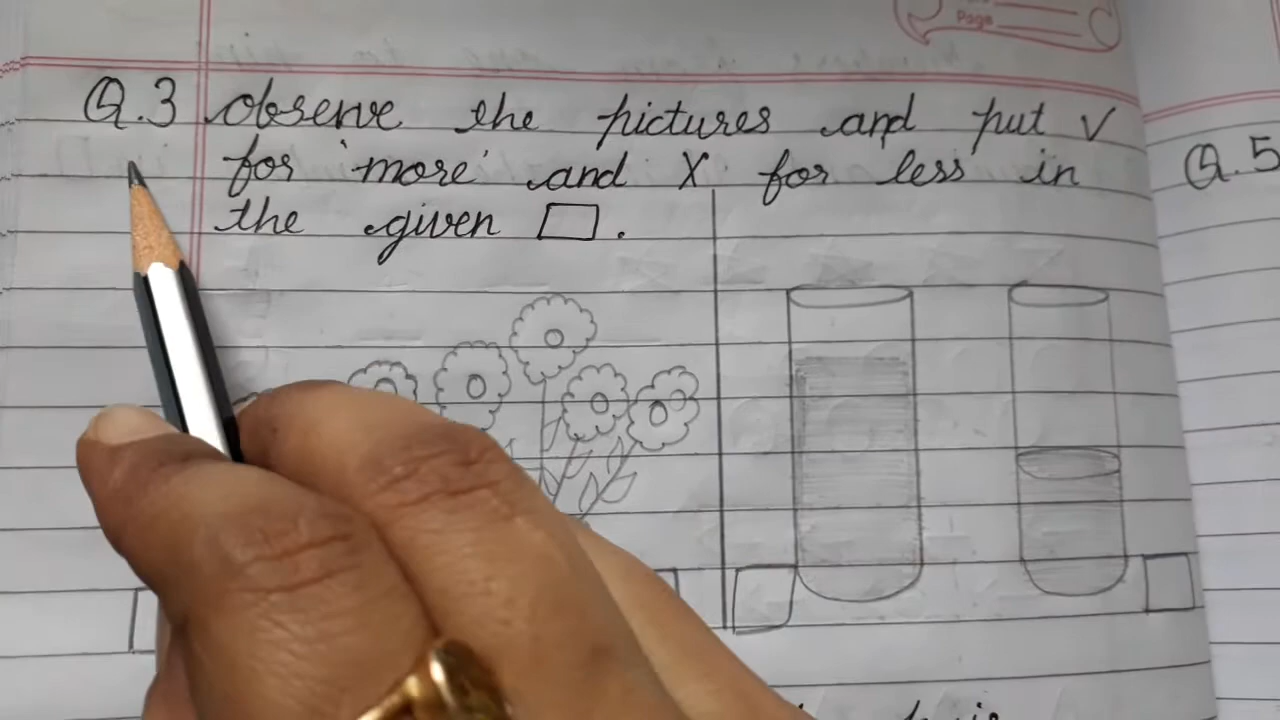 Page
Q.3 observe the pictures and put ✓
for 'more' and X for less in
the given □.
Q.5